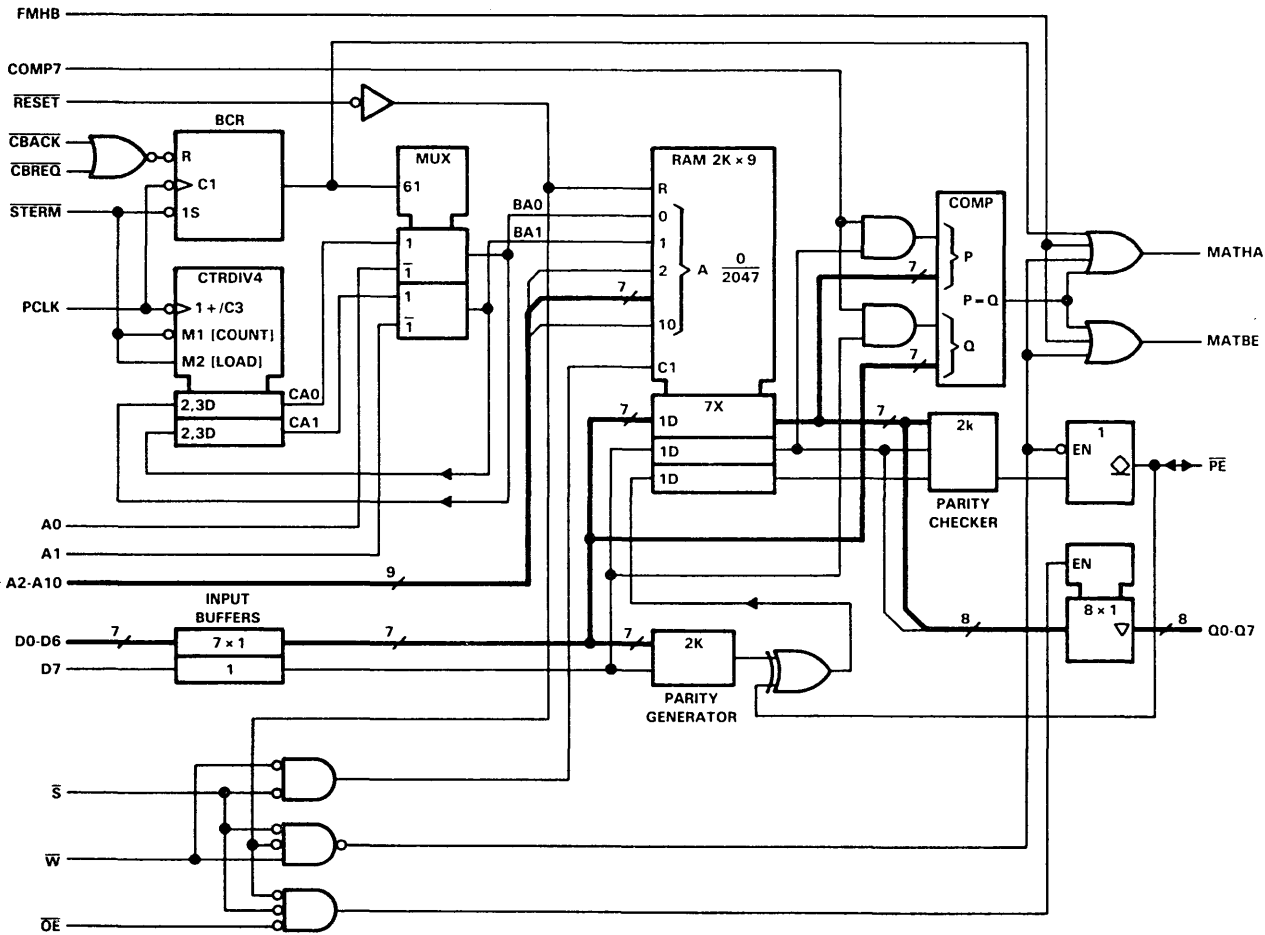 FMHB
COMP7
RESET
CBACK
CBREQ
STERM
PCLK
BCR
R
C1
1S
CTRDIV4
1+/C3
M1 [COUNT]
M2 [LOAD]
2,3D
2,3D
CA0
CA1
MUX
61
1
1
1
1
BA0
BA1
RAM 2K × 9
R
0
1
2
10
A
0
2047
7
C1
7X
1D
1D
1D
7
COMP
P
P = Q
Q
7
7
MATHA
MATBE
7
2k
PARITY
CHECKER
1
EN
PE
EN
8 × 1
8
8
Q0-Q7
A0
A1
A2-A10
9
INPUT
BUFFERS
D0-D6
7
7 × 1
7
7
D7
1
2K
PARITY
GENERATOR
S
W
OE